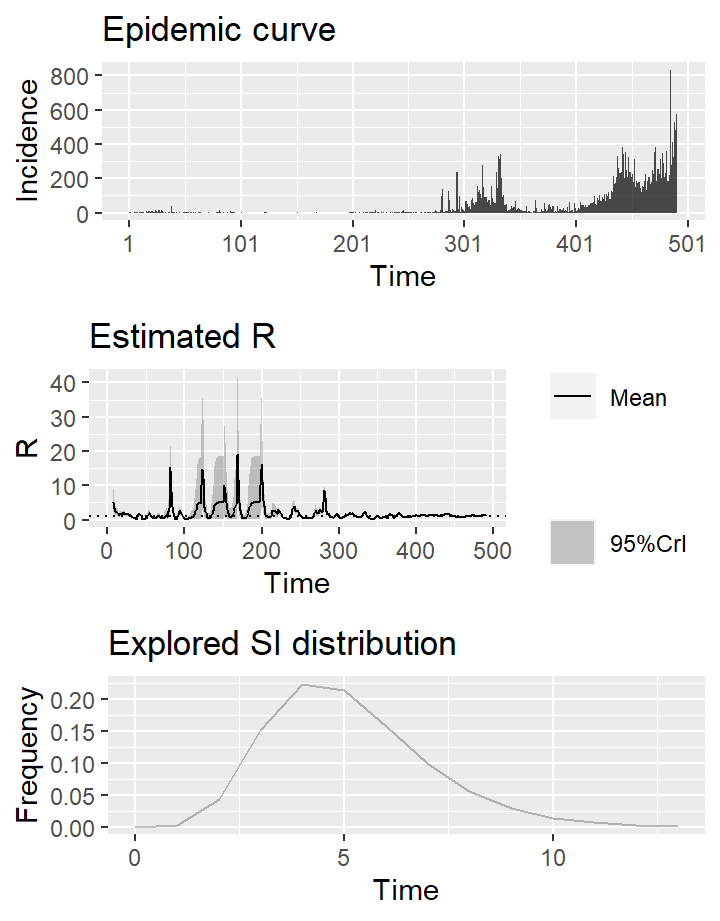 Epidemic curve
Incidence
800
600
400
200
0
1 101 201 301 401 501
Time
Estimated R
R
40
30
20
10
0
0 100 200 300 400 500
Time
Mean
95%CrI
Explored SI distribution
Frequency
0.20
0.15
0.10
0.05
0.00
0 5 10
Time